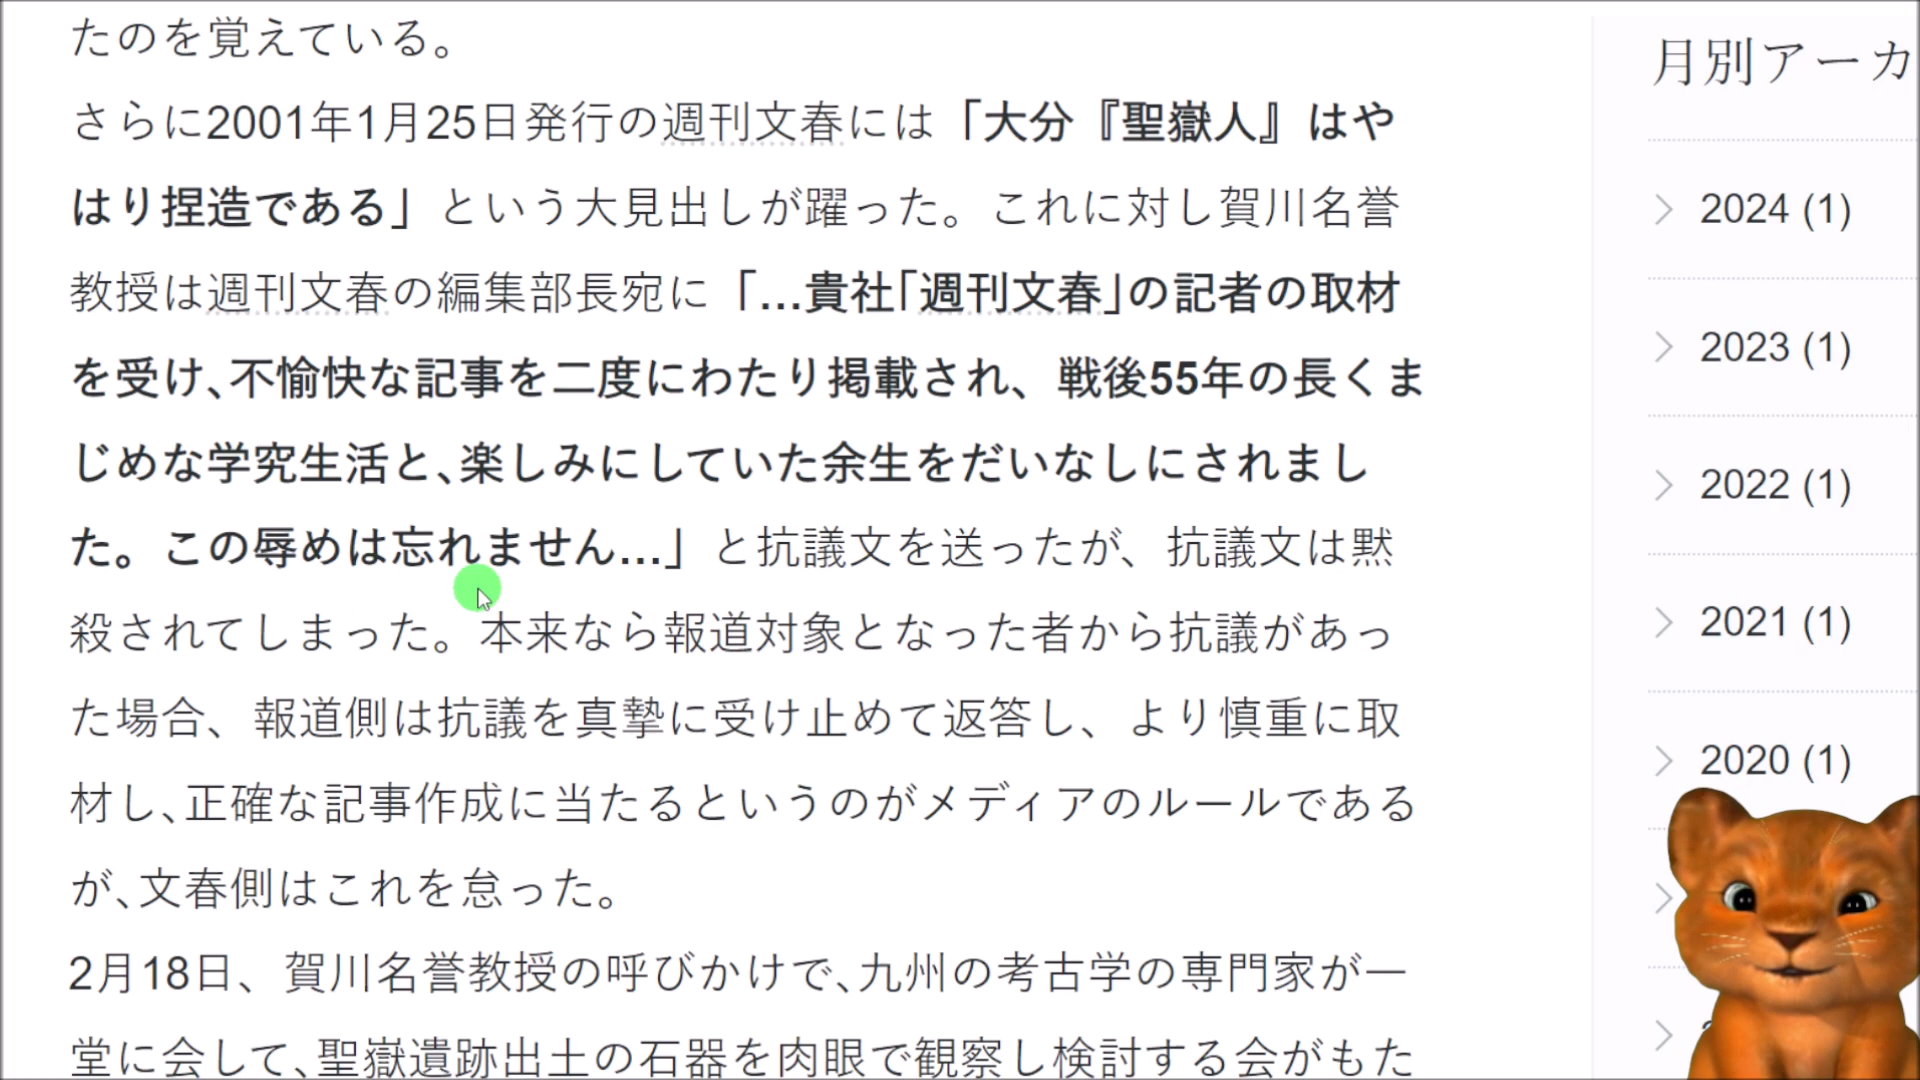 たのを覚えている。
さらに2001年1月25日発行の週刊文春には「大分『聖嶽人』はや
はり捏造である」という大見出しが躍った。これに対し賀川名誉
教授は週刊文春の編集部長宛に「…貴社｢週刊文春｣の記者の取材
を受け､不愉快な記事を二度にわたり掲載され、戦後55年の長くま
じめな学究生活と､楽しみにしていた余生をだいなしにされまし
た。この辱めは忘れません…」と抗議文を送ったが、抗議文は黙
殺されてしまった。本来なら報道対象となった者から抗議があっ
た場合、報道側は抗議を真摯に受け止めて返答し、より慎重に取
材し､正確な記事作成に当たるというのがメディアのルールである
が､文春側はこれを怠った。
2月18日、賀川名誉教授の呼びかけで､九州の考古学の専門家が一
堂に会して､聖嶽遺跡出土の石器を肉眼で観察し検討する会がもた
月別アーカ
2024 (1)
2023 (1)
2022 (1)
2021 (1)
2020 (1)